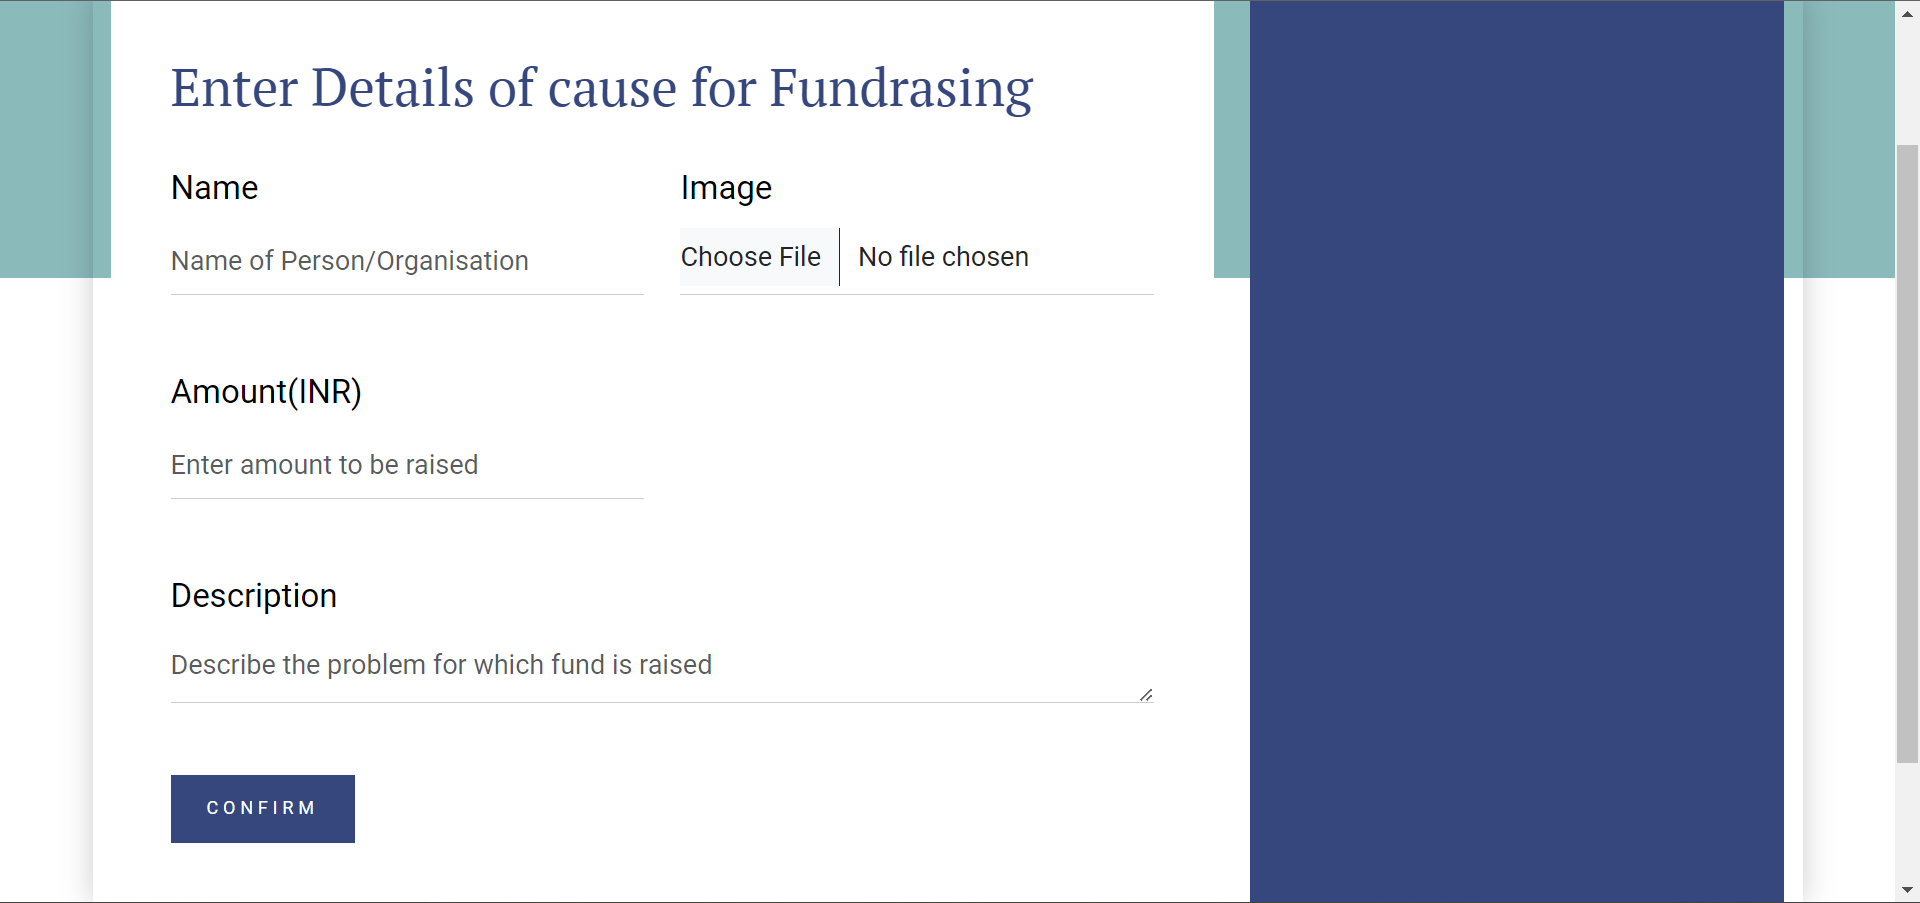 Enter Details of cause for Fundrasing
Name
Image
Name of Person/Organisation
Choose File
No file chosen
Amount(INR)
Enter amount to be raised
Description
Describe the problem for which fund is raised
CONFIRM